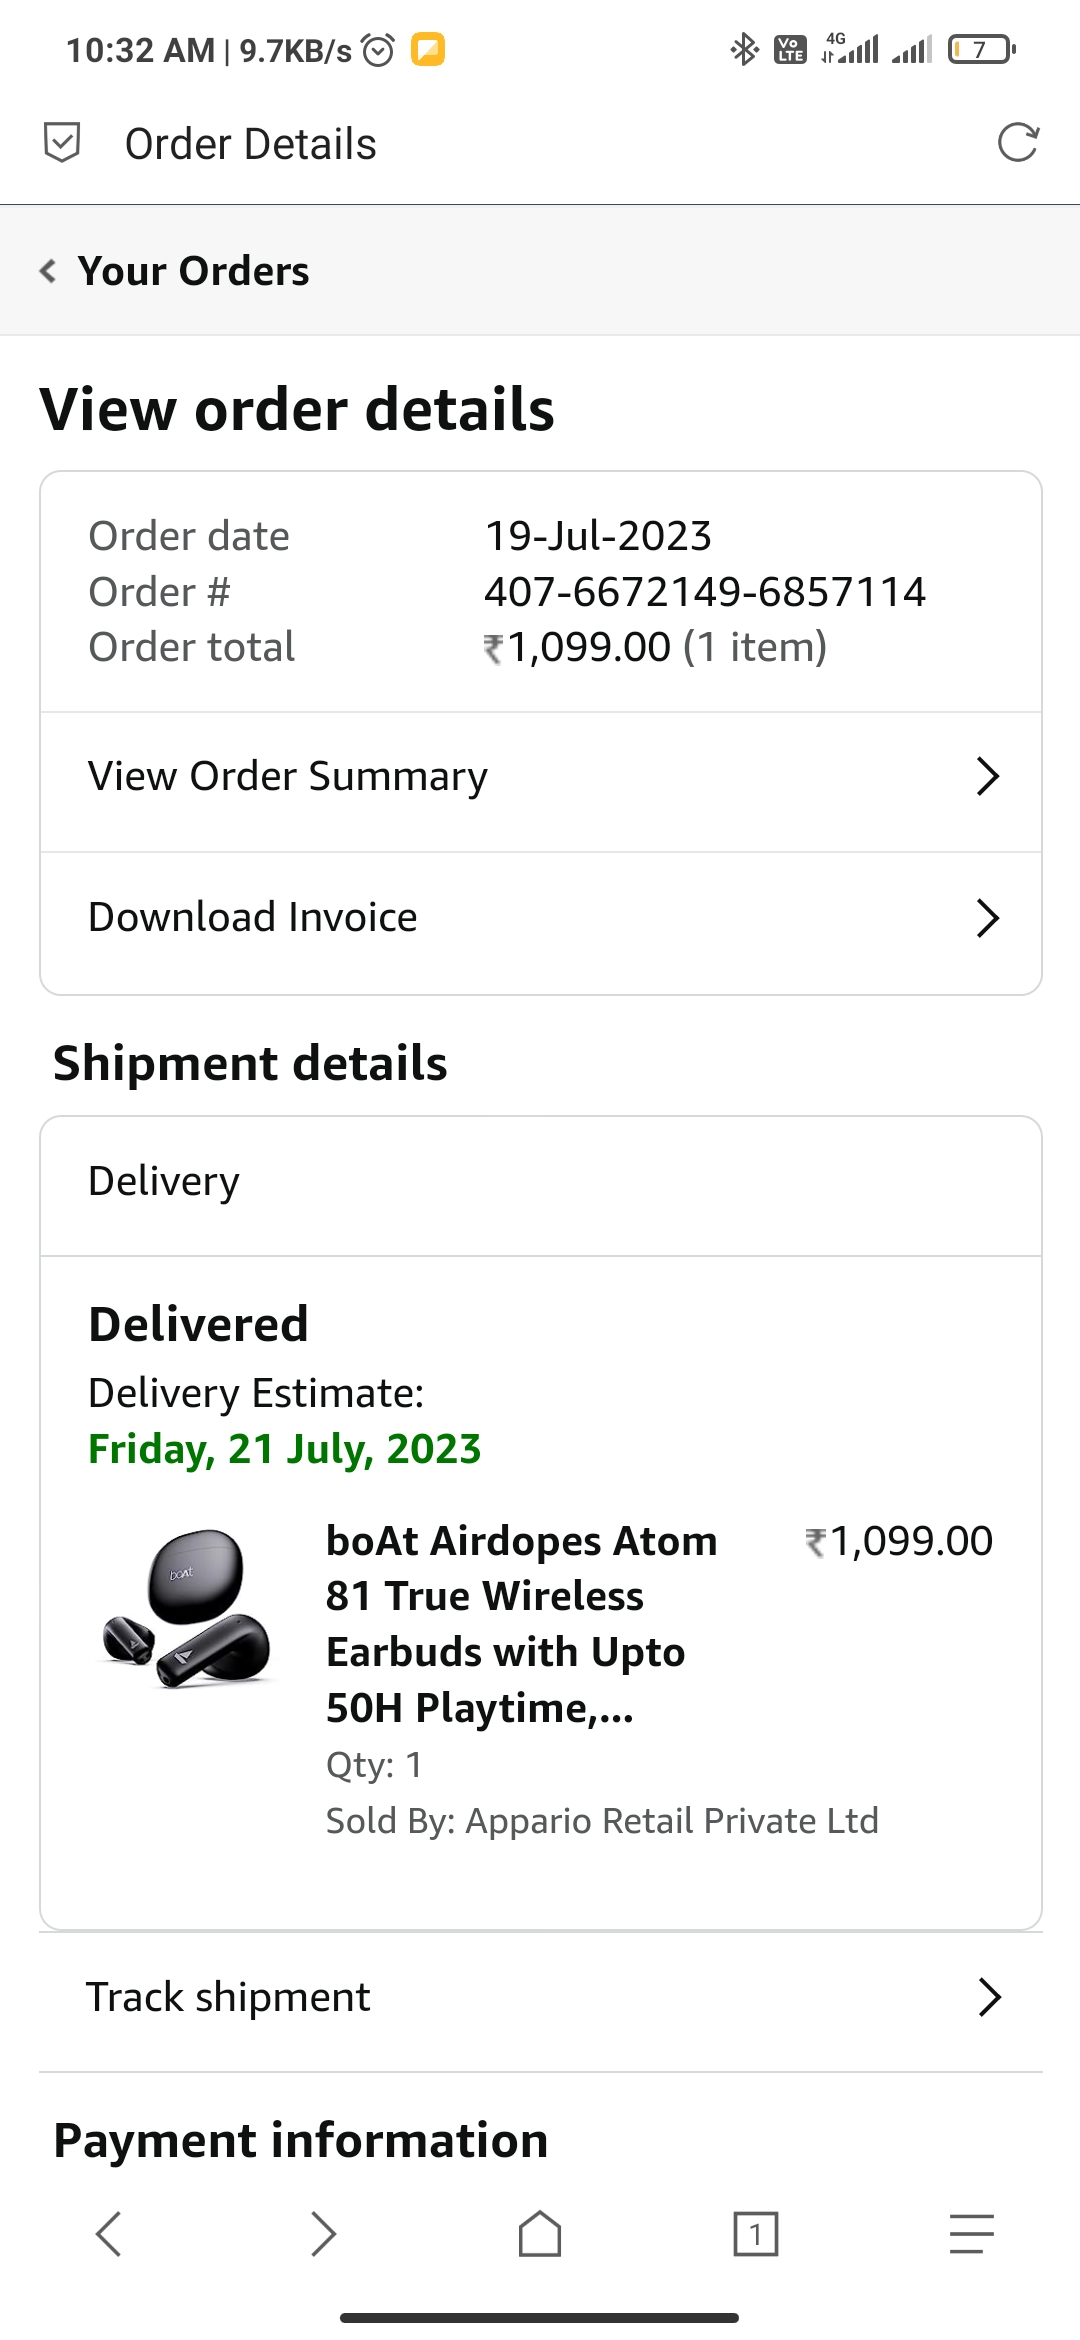 10:32 AM | 9.7KB/s Vo LTE 4G 7
Order Details
Your Orders
View order details
Order date 19-Jul-2023
Order # 407-6672149-6857114
Order total ₹1,099.00 (1 item)
View Order Summary
Download Invoice
Shipment details
Delivery
Delivered
Delivery Estimate:
Friday, 21 July, 2023
boAt
boAt Airdopes Atom ₹1,099.00
81 True Wireless
Earbuds with Upto
50H Playtime,...
Qty: 1
Sold By: Appario Retail Private Ltd
Track shipment
Payment information
1